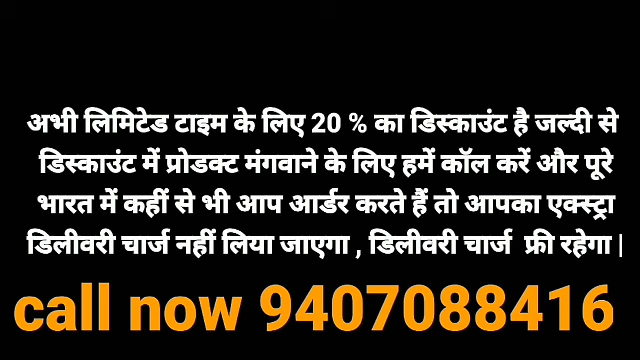 अभी लिमिटेड टाइम के लिए 20 % का डिस्काउंट है जल्दी से
डिस्काउंट में प्रोडक्ट मंगवाने के लिए हमें कॉल करें और पूरे
भारत में कहीं से भी आप आर्डर करते हैं तो आपका एक्स्ट्रा
डिलीवरी चार्ज नहीं लिया जाएगा , डिलीवरी चार्ज फ्री रहेगा |
call now 9407088416